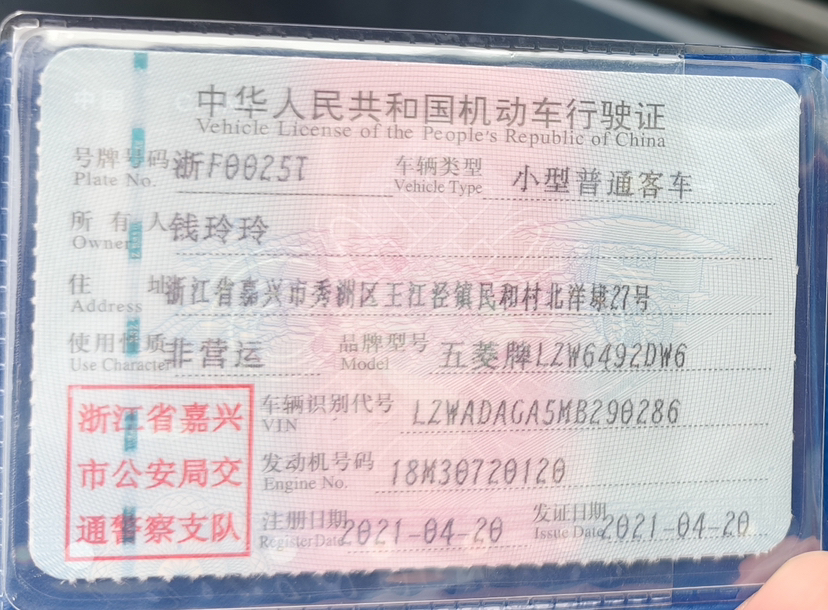 中华人民共和国机动车行驶证
Vehicle License of the People's Republic of China
号牌号码 浙F0025T 车辆类型 小型普通客车
Plate No. Vehicle Type
所有人 钱玲玲
Owner
住址 浙江省嘉兴市秀洲区王江泾镇民和村北洋埭27号
Address
使用性质 非营运 品牌型号 五菱牌LZW6492DW6
Use Character Model
浙江省嘉兴 车辆识别代号 LZWADAGA5MB290286
VIN
市公安局交 发动机号码 18M30720120
Engine No.
通警察支队 注册日期 2021-04-20 发证日期 2021-04-20
Register Date Issue Date